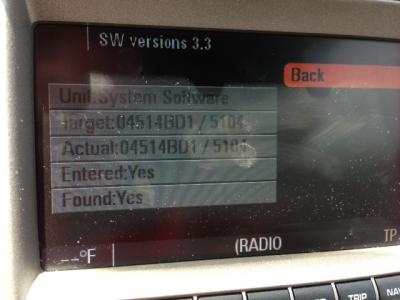 SW versions 3.3
Back
Unit:System Software
Target:04514BD1 / 5104
Actual:04514BD1 / 5104
Entered:Yes
Found:Yes
--°F
(RADIO
TP
TRIP
NAV